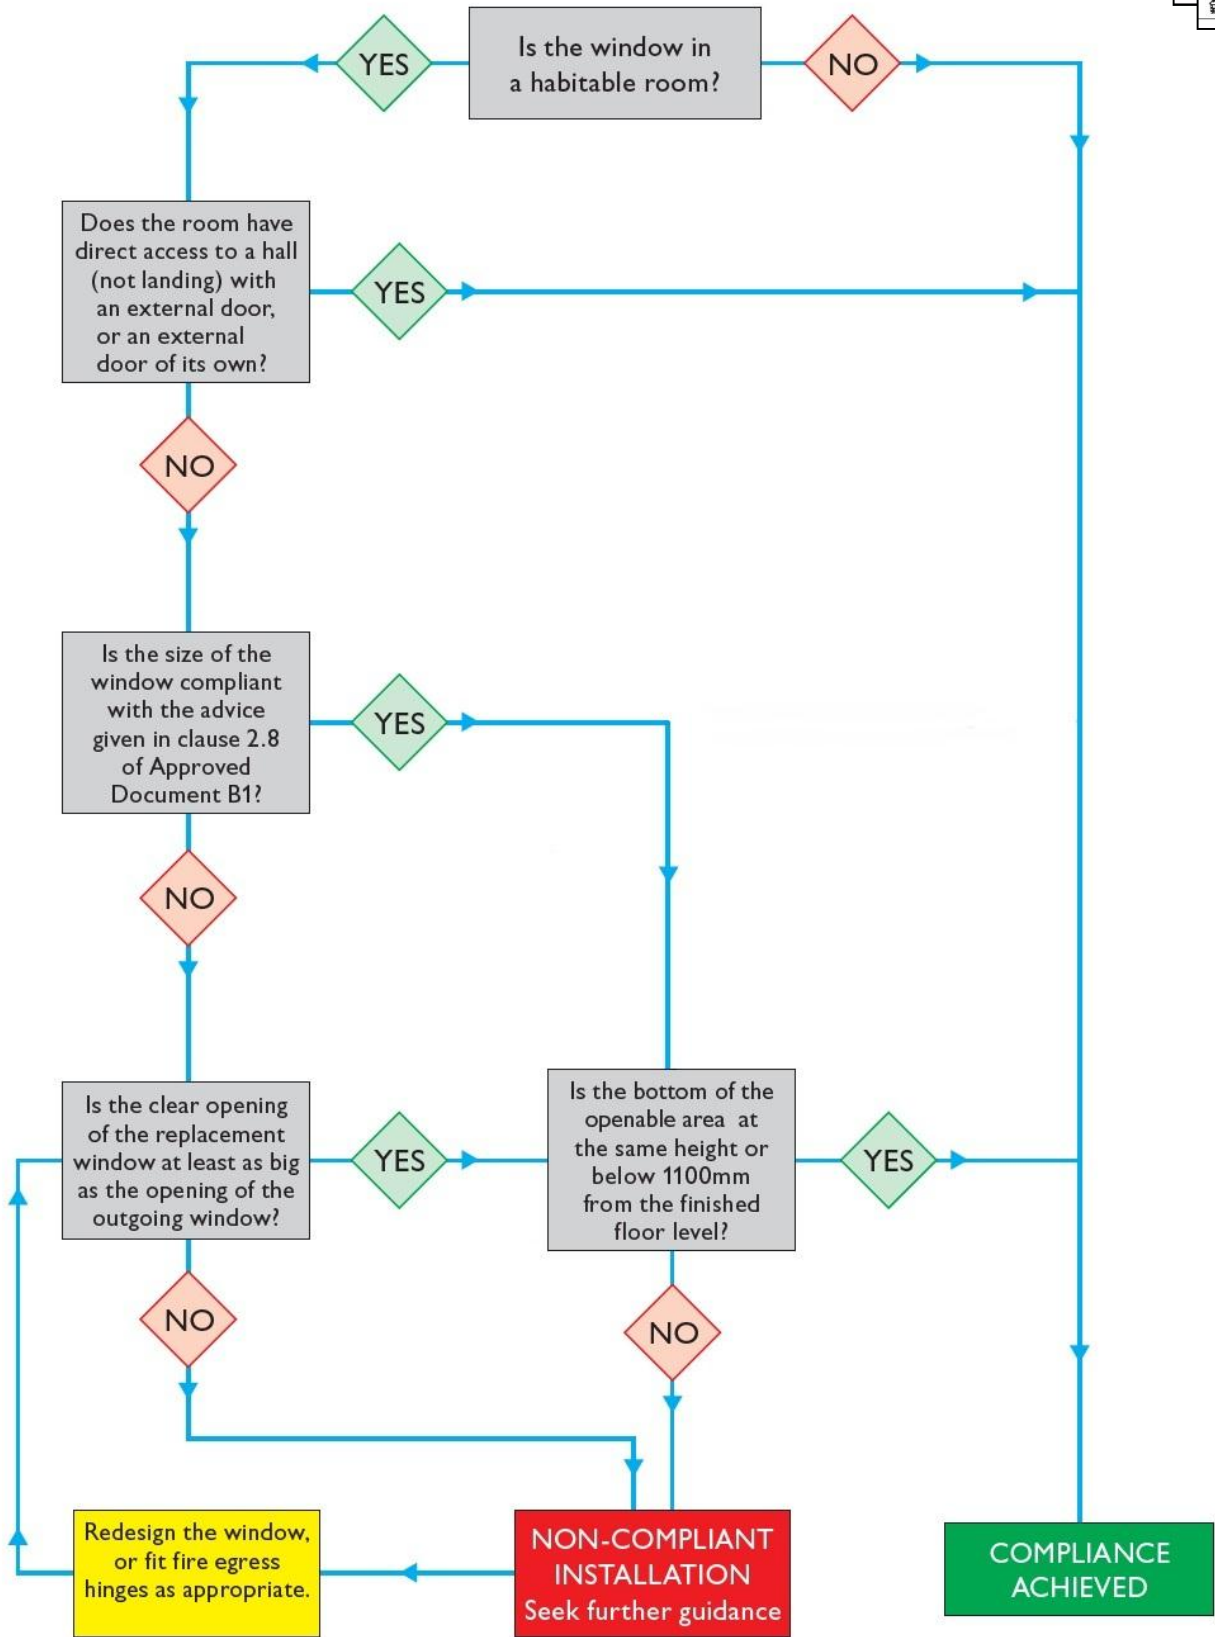 YES
Is the window in
a habitable room?
NO
Does the room have
direct access to a hall
(not landing) with
an external door,
or an external
door of its own?
YES
NO
Is the size of the
window compliant
with the advice
given in clause 2.8
of Approved
Document B1?
YES
NO
Is the clear opening
of the replacement
window at least as big
as the opening of the
outgoing window?
YES
Is the bottom of the
openable area at
the same height or
below 1100mm
from the finished
floor level?
YES
NO
NO
Redesign the window,
or fit fire egress
hinges as appropriate.
NON-COMPLIANT
INSTALLATION
Seek further guidance
COMPLIANCE
ACHIEVED